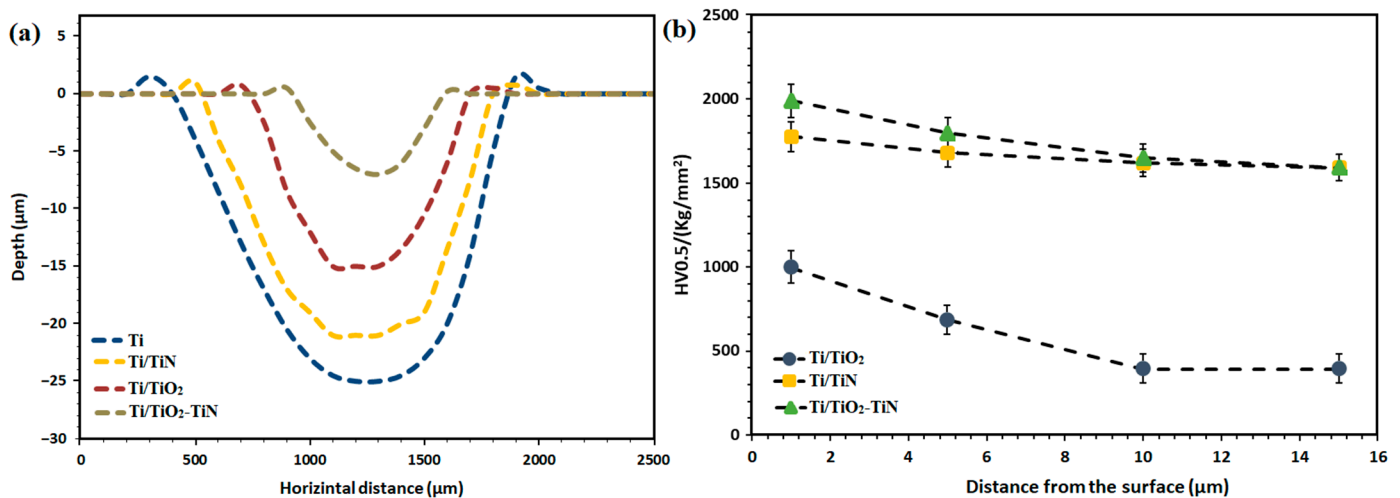 (a)
5
0
−5
−10
−15
−20
−25
−30
Depth (μm)
Ti
Ti/TiN
Ti/TiO₂
Ti/TiO₂-TiN
0 500 1000 1500 2000 2500
Horizintal distance (μm)
(b)
2500
2000
1500
1000
500
0
HV0.5/(Kg/mm²)
Ti/TiO₂
Ti/TiN
Ti/TiO₂-TiN
0 2 4 6 8 10 12 14 16
Distance from the surface (μm)